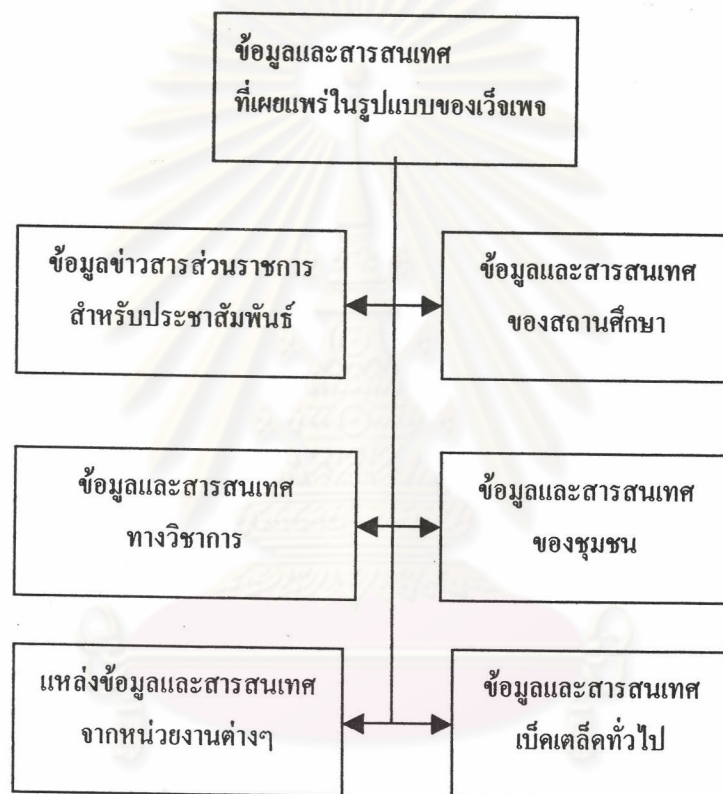 ข้อมูลและสารสนเทศ
ที่เผยแพร่ในรูปแบบของเว็จเพจ
ข้อมูลข่าวสารส่วนราชการ
สำหรับประชาสัมพันธ์
ข้อมูลและสารสนเทศ
ของสถานศึกษา
ข้อมูลและสารสนเทศ
ทางวิชาการ
ข้อมูลและสารสนเทศ
ของชุมชน
แหล่งข้อมูลและสารสนเทศ
จากหน่วยงานต่างๆ
ข้อมูลและสารสนเทศ
เบ็คเตล็คทั่วไป